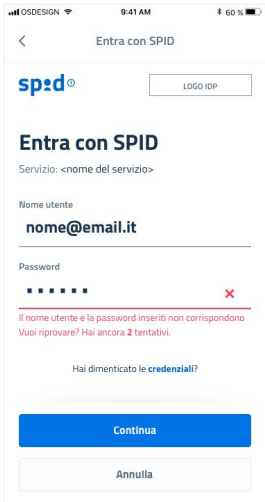 OSDESIGN 9:41 AM 60 %
Entra con SPID
spid
LOGO IDP
Entra con SPID
Servizio: <nome del servizio>
Nome utente
nome@email.it
Password
Il nome utente e la password inseriti non corrispondono
Vuoi riprovare? Hai ancora 2 tentativi.
Hai dimenticato le credenziali?
Continua
Annulla